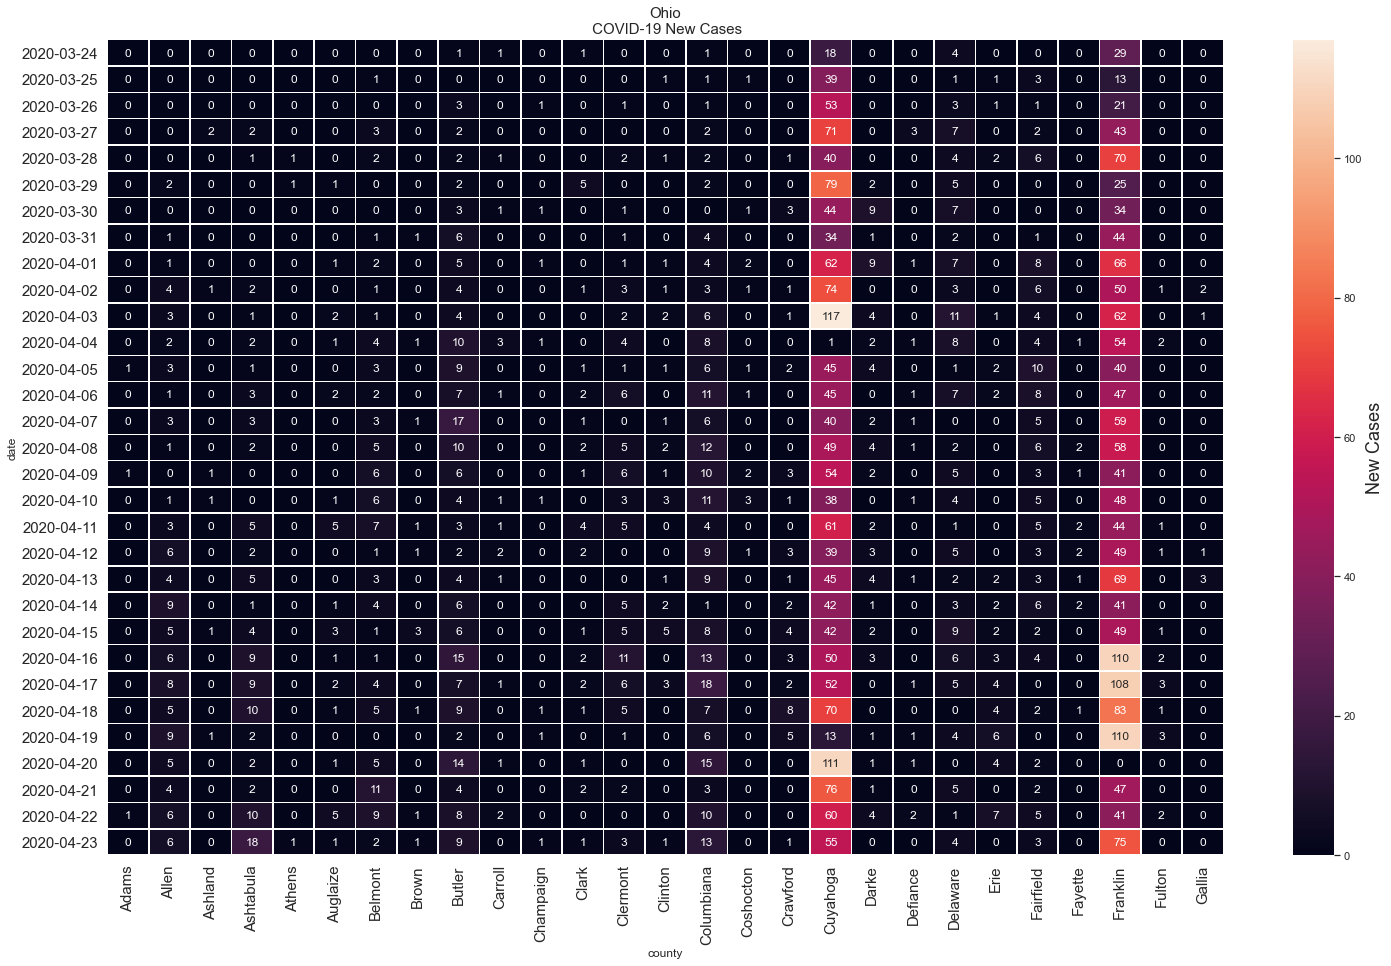 Ohio
COVID-19 New Cases
2020-03-24 0 0 0 0 0 0 0 0 1 1 0 1 0 0 1 0 0 18 0 0 4 0 0 0 29 0 0
2020-03-25 0 0 0 0 0 0 1 0 0 0 0 0 0 1 1 1 0 39 0 0 1 1 3 0 13 0 0
2020-03-26 0 0 0 0 0 0 0 0 3 0 1 0 1 0 1 0 0 53 0 0 3 1 1 0 21 0 0
2020-03-27 0 0 2 2 0 0 3 0 2 0 0 0 0 0 2 0 0 71 0 3 7 0 2 0 43 0 0
2020-03-28 0 0 0 1 1 0 2 0 2 1 0 0 2 1 2 0 1 40 0 0 4 2 6 0 70 0 0
2020-03-29 0 2 0 0 1 1 0 0 2 0 0 5 0 0 2 0 0 79 2 0 5 0 0 0 25 0 0
2020-03-30 0 0 0 0 0 0 0 0 3 1 1 0 1 0 0 1 3 44 9 0 7 0 0 0 34 0 0
2020-03-31 0 1 0 0 0 0 1 1 6 0 0 0 1 0 4 0 0 34 1 0 2 0 1 0 44 0 0
2020-04-01 0 1 0 0 0 1 2 0 5 0 1 0 1 1 4 2 0 62 9 1 7 0 8 0 66 0 0
2020-04-02 0 4 1 2 0 0 1 0 4 0 0 1 3 1 3 1 1 74 0 0 3 0 6 0 50 1 2
2020-04-03 0 3 0 1 0 2 1 0 4 0 0 0 2 2 6 0 1 117 4 0 11 1 4 0 62 0 1
2020-04-04 0 2 0 2 0 1 4 1 10 3 1 0 4 0 8 0 0 1 2 1 8 0 4 1 54 2 0
2020-04-05 1 3 0 1 0 0 3 0 9 0 0 1 1 1 6 1 2 45 4 0 1 2 10 0 40 0 0
2020-04-06 0 1 0 3 0 2 2 0 7 1 0 2 6 0 11 1 0 45 0 1 7 2 8 0 47 0 0
2020-04-07 0 3 0 3 0 0 3 1 17 0 0 1 0 1 6 0 0 40 2 1 0 0 5 0 59 0 0
2020-04-08 0 1 0 2 0 0 5 0 10 0 0 2 5 2 12 0 0 49 4 1 2 0 6 2 58 0 0
2020-04-09 1 0 1 0 0 0 6 0 6 0 0 1 6 1 10 2 3 54 2 0 5 0 3 1 41 0 0
2020-04-10 0 1 1 0 0 1 6 0 4 1 1 0 3 3 11 3 1 38 0 1 4 0 5 0 48 0 0
2020-04-11 0 3 0 5 0 5 7 1 3 1 0 4 5 0 4 0 0 61 2 0 1 0 5 2 44 1 0
2020-04-12 0 6 0 2 0 0 1 1 2 2 0 2 0 0 9 1 3 39 3 0 5 0 3 2 49 1 1
2020-04-13 0 4 0 5 0 0 3 0 4 1 0 0 0 1 9 0 1 45 4 1 2 2 3 1 69 0 3
2020-04-14 0 9 0 1 0 1 4 0 6 0 0 0 5 2 1 0 2 42 1 0 3 2 6 2 41 0 0
2020-04-15 0 5 1 4 0 3 1 3 6 0 0 1 5 5 8 0 4 42 2 0 9 2 2 0 49 1 0
2020-04-16 0 6 0 9 0 1 1 0 15 0 0 2 11 0 13 0 3 50 3 0 6 3 4 0 110 2 0
2020-04-17 0 8 0 9 0 2 4 0 7 1 0 2 6 3 18 0 2 52 0 1 5 4 0 0 108 3 0
2020-04-18 0 5 0 10 0 1 5 1 9 0 1 1 5 0 7 0 8 70 0 0 0 4 2 1 83 1 0
2020-04-19 0 9 1 2 0 0 0 0 2 0 1 0 1 0 6 0 5 13 1 1 4 6 0 0 110 3 0
2020-04-20 0 5 0 2 0 1 5 0 14 1 0 1 0 0 15 0 0 111 1 1 0 4 2 0 0 0 0
2020-04-21 0 4 0 2 0 0 11 0 4 0 0 2 2 0 3 0 0 76 1 0 5 0 2 0 47 0 0
2020-04-22 1 6 0 10 0 5 9 1 8 2 0 0 0 0 10 0 0 60 4 2 1 7 5 0 41 2 0
2020-04-23 0 6 0 18 1 1 2 1 9 0 1 1 3 1 13 0 1 55 0 0 4 0 3 0 75 0 0
date
Adams Allen Ashland Ashtabula Athens Auglaize Belmont Brown Butler Carroll Champaign Clark Clermont Clinton Columbiana Coshocton Crawford Cuyahoga Darke Defiance Delaware Erie Fairfield Fayette Franklin Fulton Gallia
county
100
80
60
40
20
0
New Cases